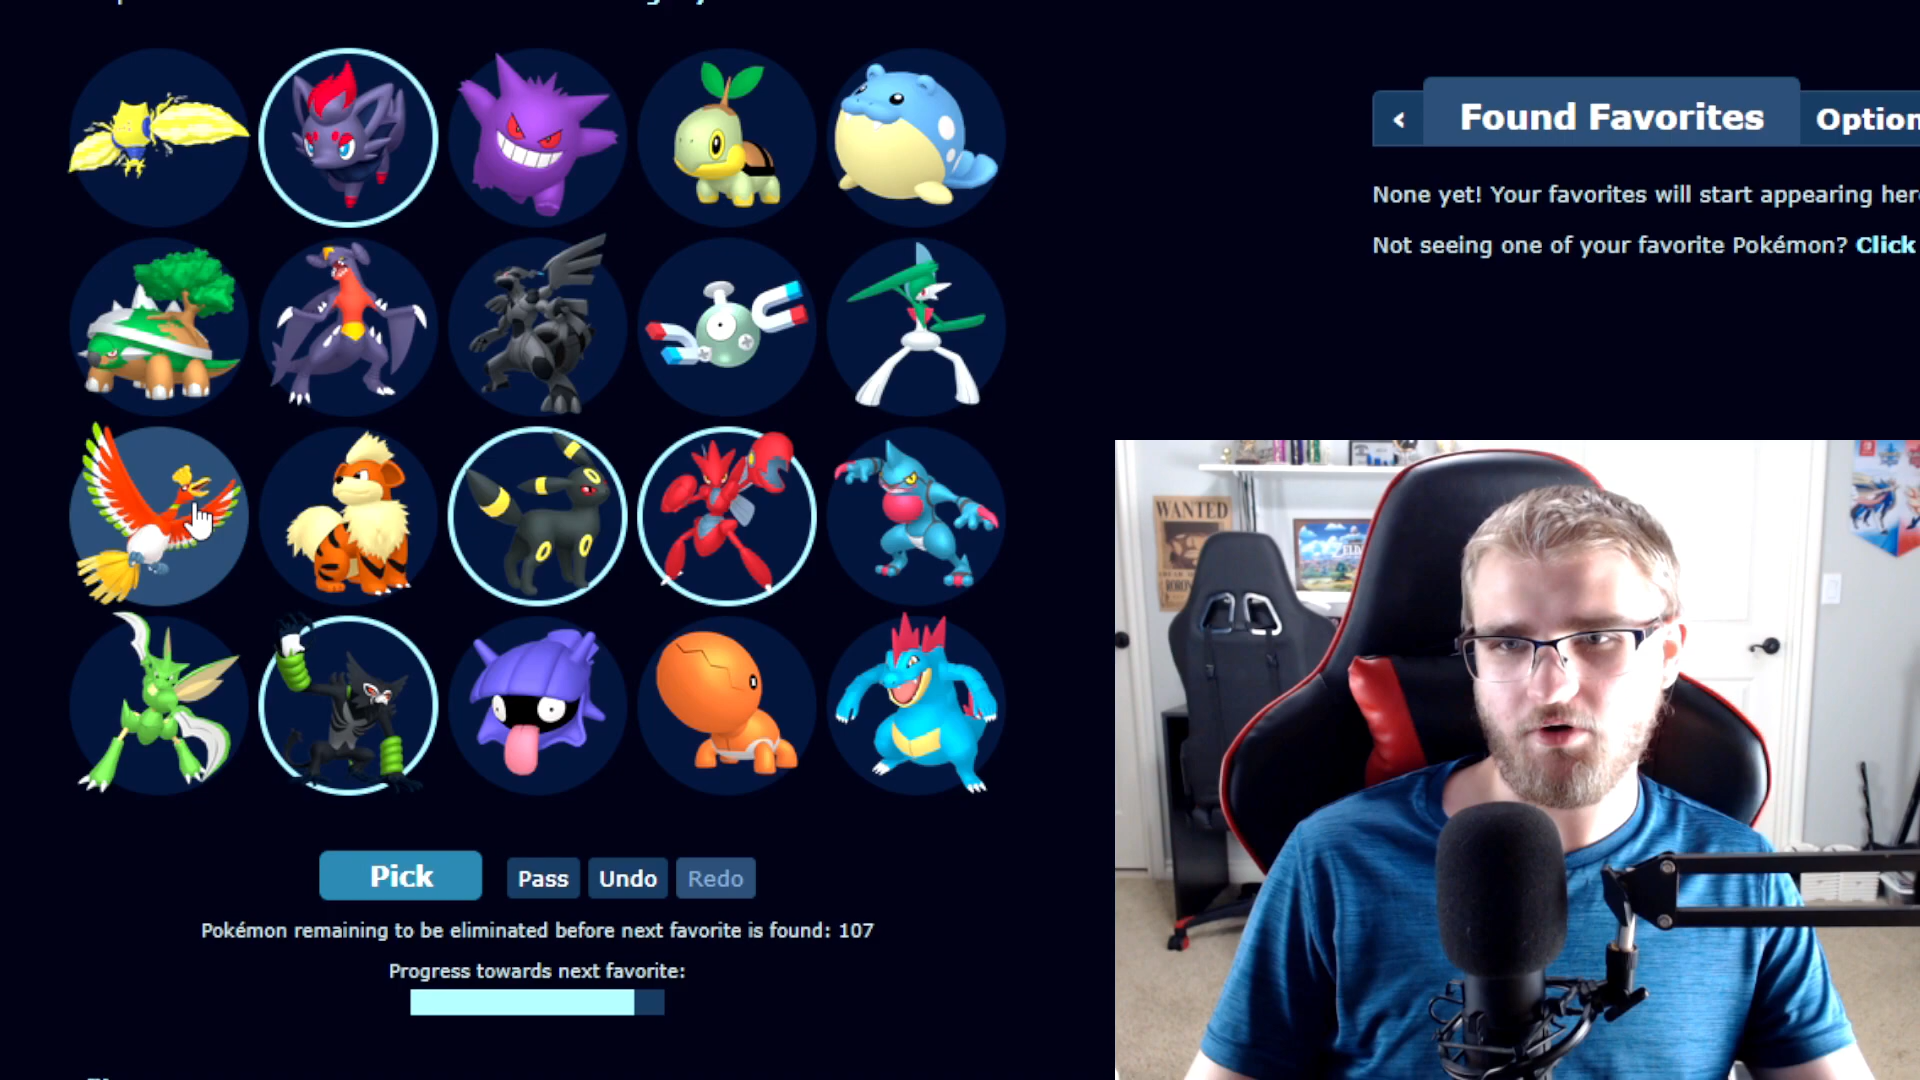 ‹ Found Favorites Option
None yet! Your favorites will start appearing her
Not seeing one of your favorite Pokémon? Click
WANTED
Pick Pass Undo Redo
Pokémon remaining to be eliminated before next favorite is found: 107
Progress towards next favorite: